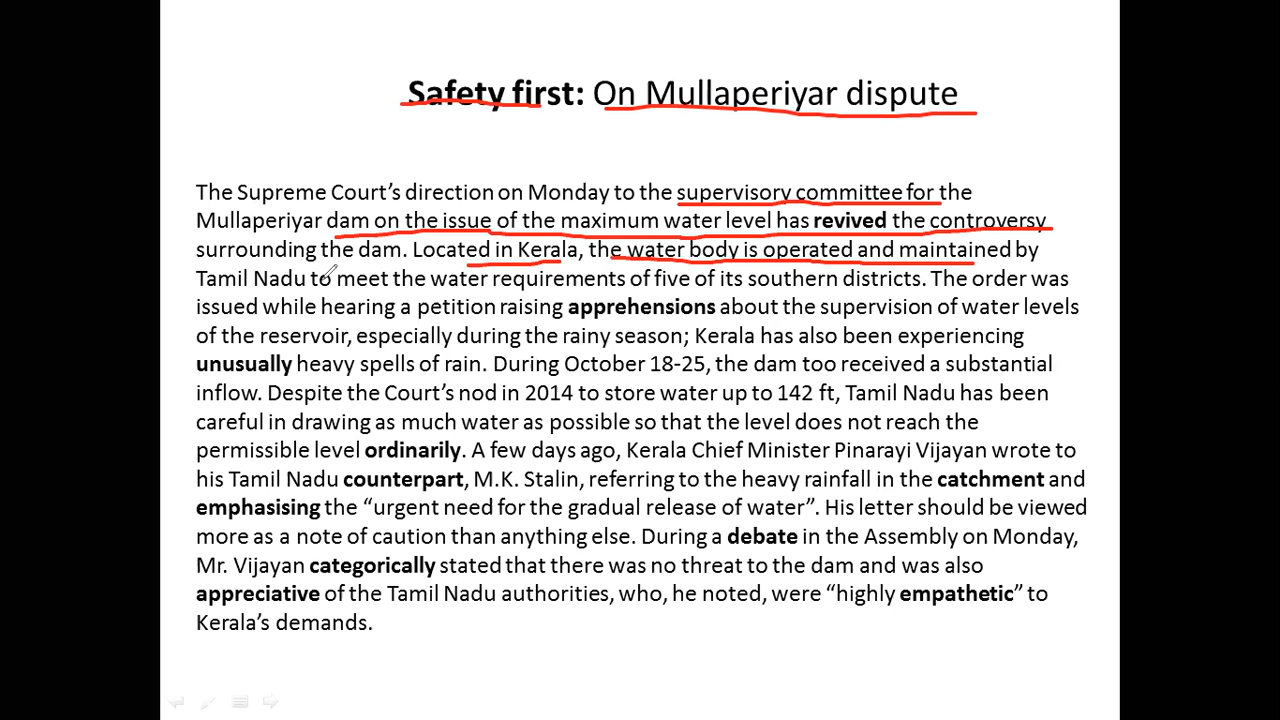 Safety first: On Mullaperiyar dispute
The Supreme Court’s direction on Monday to the supervisory committee for the
Mullaperiyar dam on the issue of the maximum water level has revived the controversy
surrounding the dam. Located in Kerala, the water body is operated and maintained by
Tamil Nadu to meet the water requirements of five of its southern districts. The order was
issued while hearing a petition raising apprehensions about the supervision of water levels
of the reservoir, especially during the rainy season; Kerala has also been experiencing
unusually heavy spells of rain. During October 18-25, the dam too received a substantial
inflow. Despite the Court’s nod in 2014 to store water up to 142 ft, Tamil Nadu has been
careful in drawing as much water as possible so that the level does not reach the
permissible level ordinarily. A few days ago, Kerala Chief Minister Pinarayi Vijayan wrote to
his Tamil Nadu counterpart, M.K. Stalin, referring to the heavy rainfall in the catchment and
emphasising the “urgent need for the gradual release of water”. His letter should be viewed
more as a note of caution than anything else. During a debate in the Assembly on Monday,
Mr. Vijayan categorically stated that there was no threat to the dam and was also
appreciative of the Tamil Nadu authorities, who, he noted, were “highly empathetic” to
Kerala’s demands.